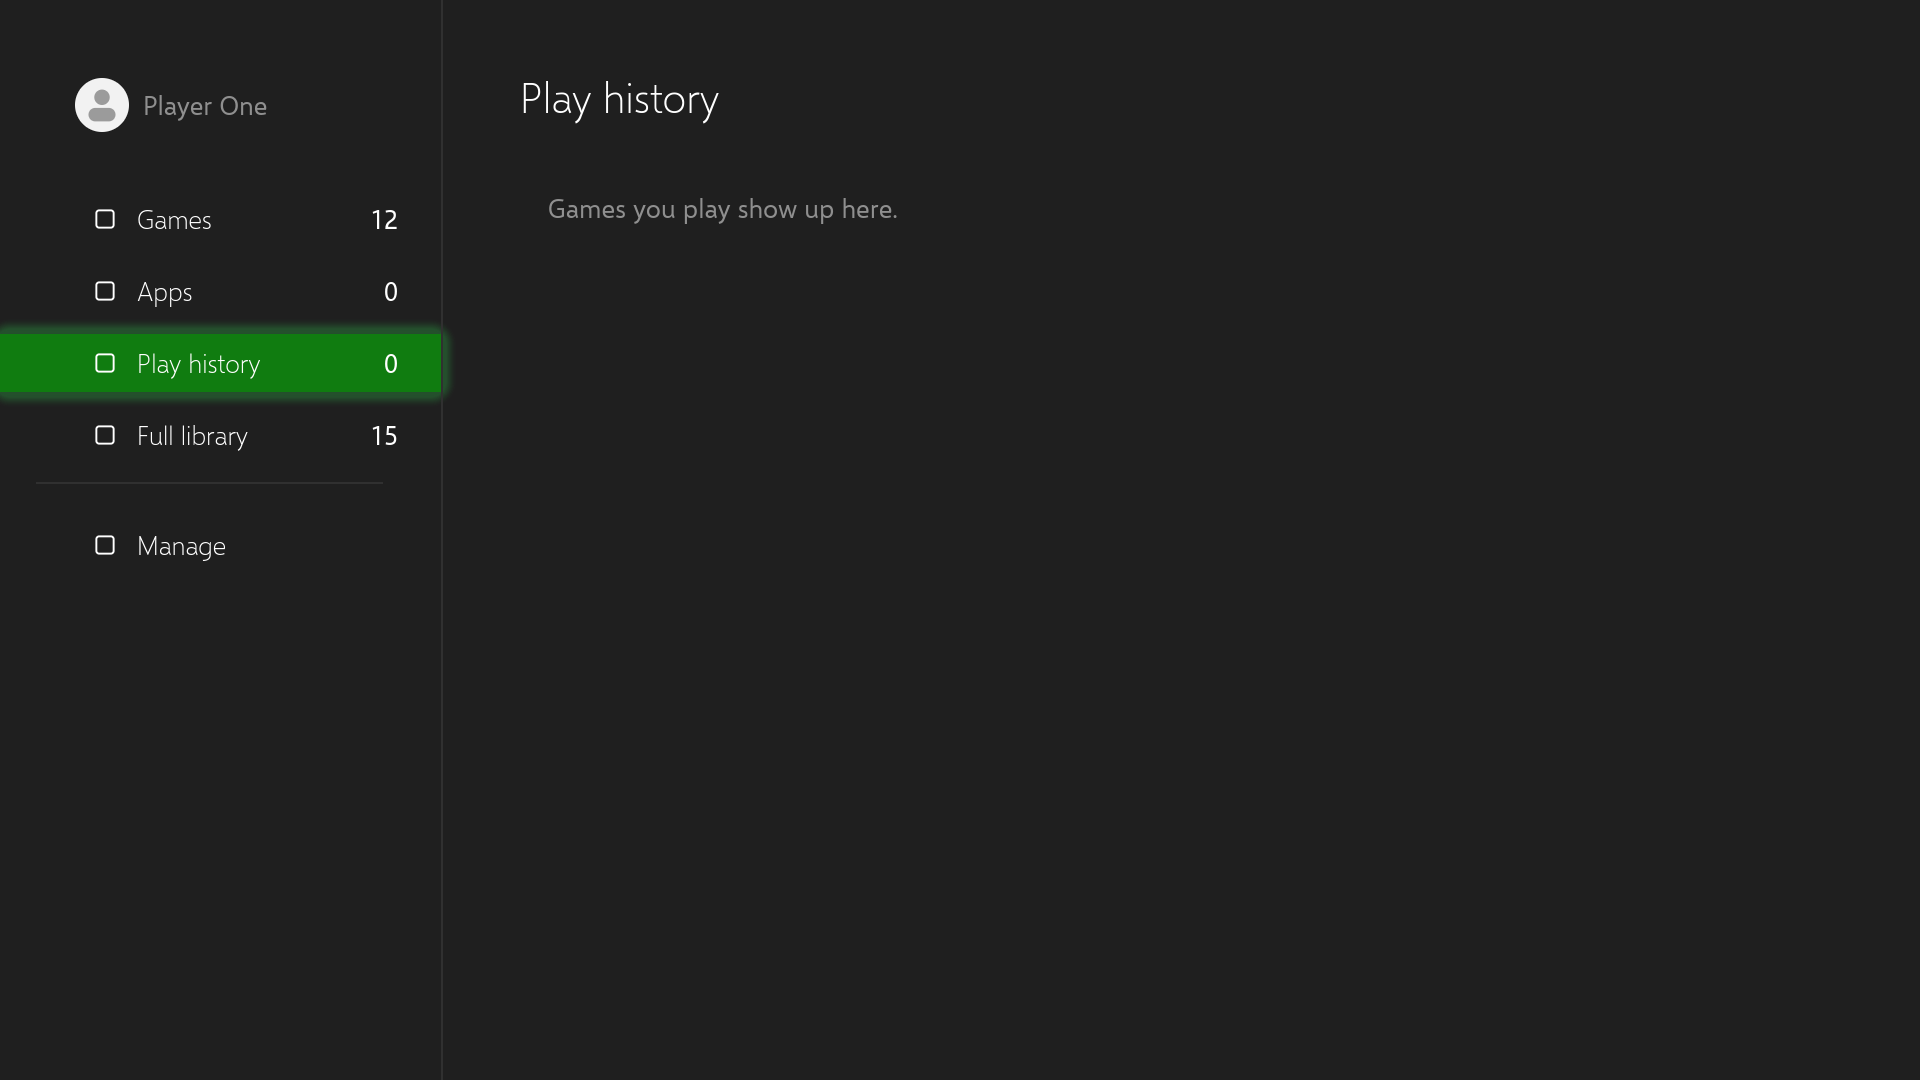 Player One
Games 12
Apps 0
Play history 0
Full library 15
Manage
Play history
Games you play show up here.